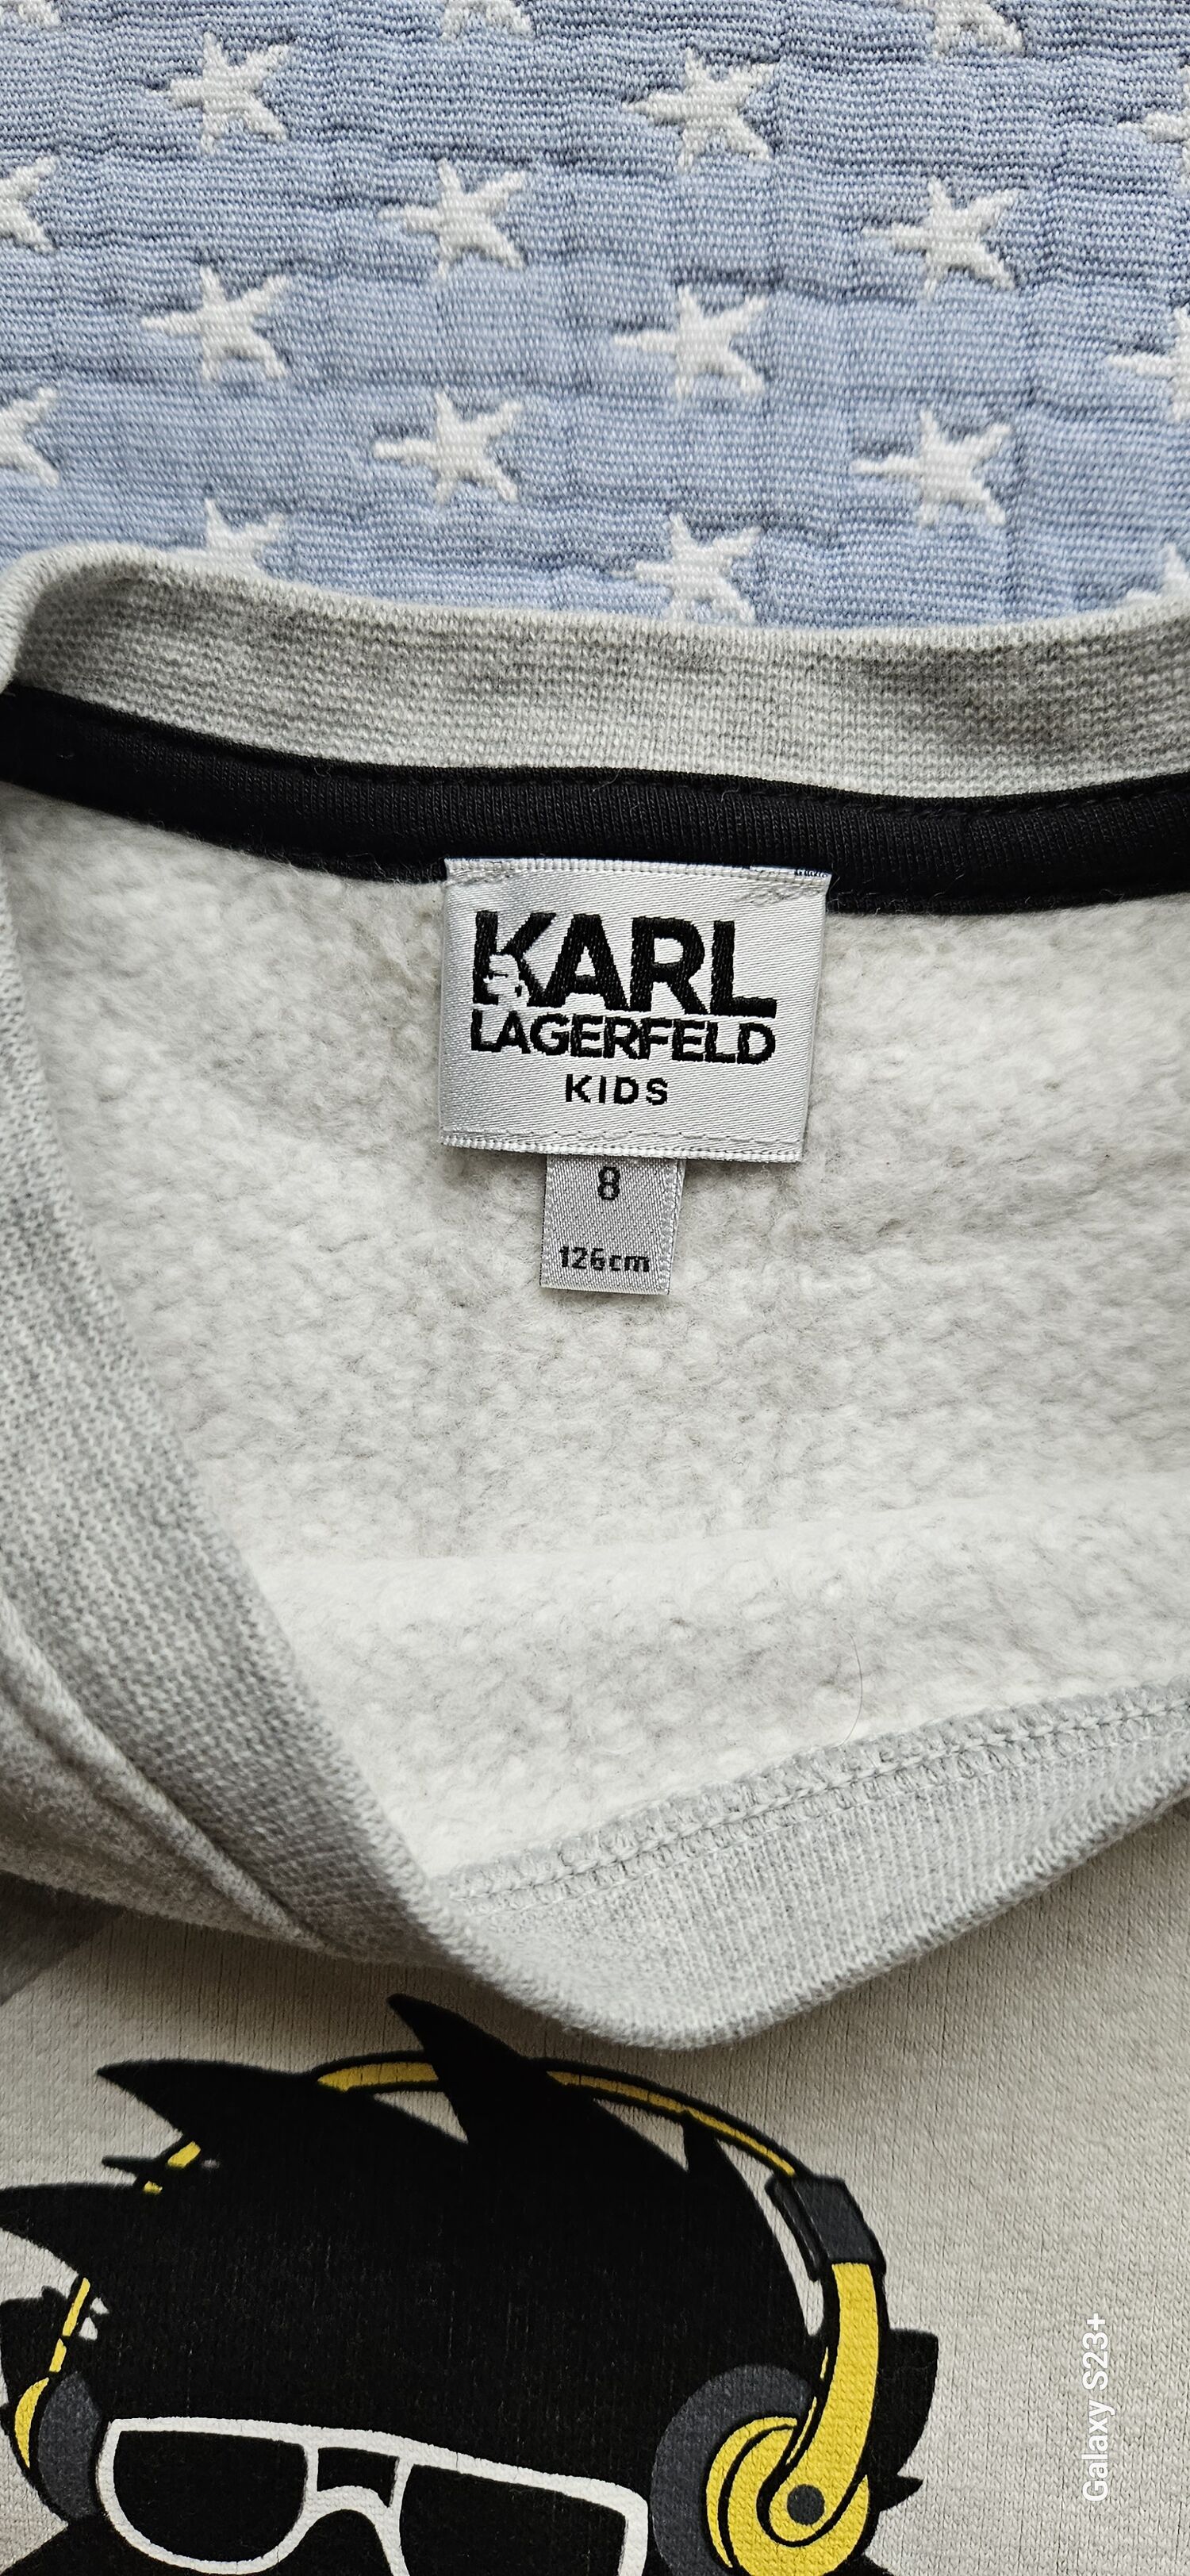 KARL
LAGERFELD
KIDS
8
126cm
Galaxy S23+